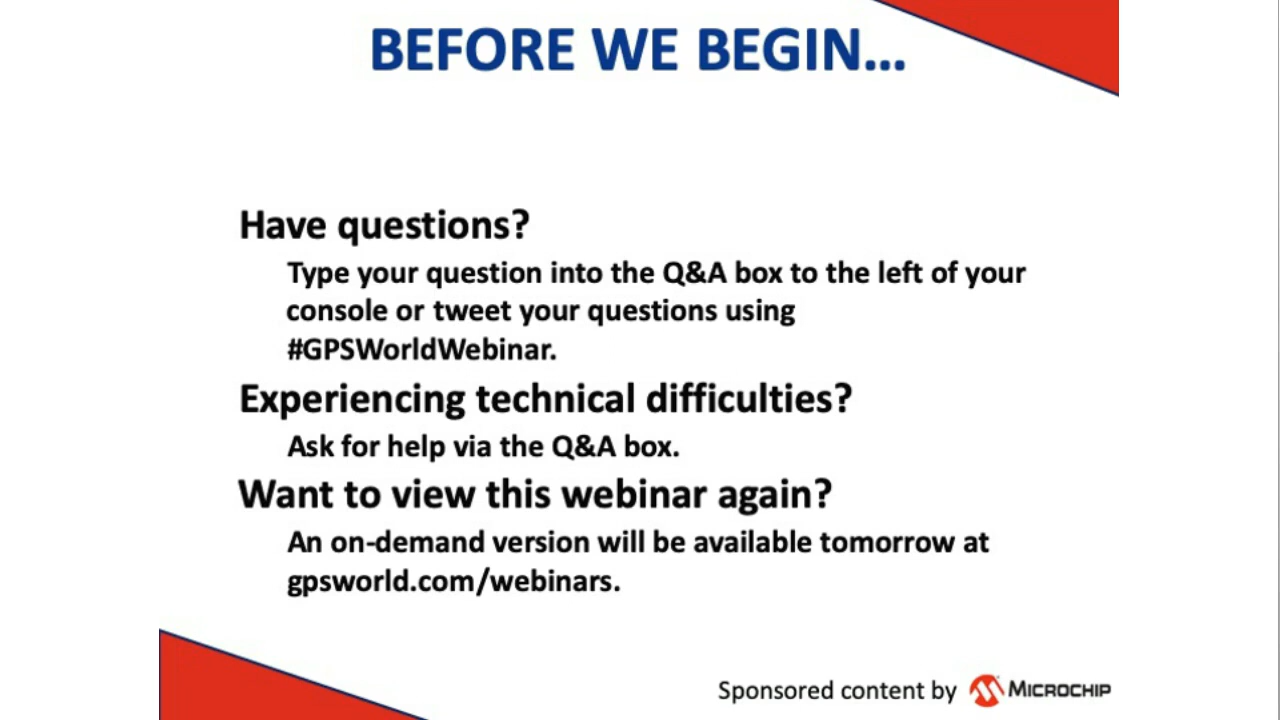 BEFORE WE BEGIN...
Have questions?
Type your question into the Q&A box to the left of your
console or tweet your questions using
#GPSWorldWebinar.
Experiencing technical difficulties?
Ask for help via the Q&A box.
Want to view this webinar again?
An on-demand version will be available tomorrow at
gpsworld.com/webinars.
Sponsored content by MICROCHIP